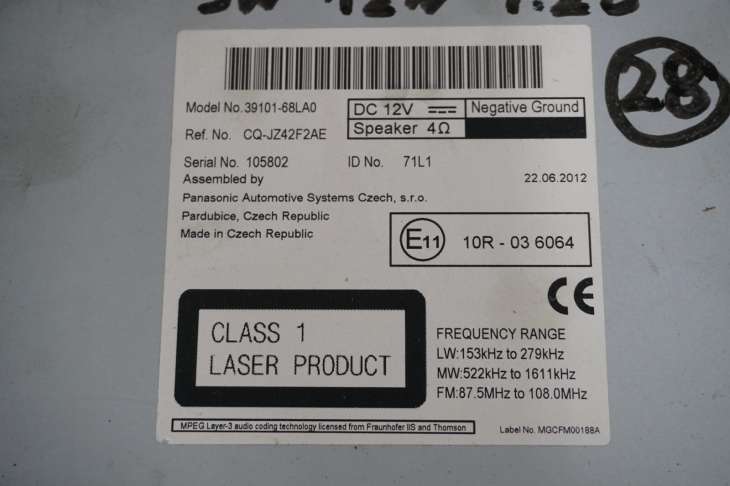 28
Model No. 39101-68LA0
DC 12V
Negative Ground
Ref. No. CQ-JZ42F2AE
Speaker 4Ω
Serial No. 105802 ID No. 71L1
Assembled by
22.06.2012
Panasonic Automotive Systems Czech, s.r.o.
Pardubice, Czech Republic
Made in Czech Republic
E11 10R - 03 6064
CE
CLASS 1
LASER PRODUCT
FREQUENCY RANGE
LW:153kHz to 279kHz
MW:522kHz to 1611kHz
FM:87.5MHz to 108.0MHz
MPEG Layer-3 audio coding technology licensed from Fraunhofer IIS and Thomson
Label No. MGCFM00188A